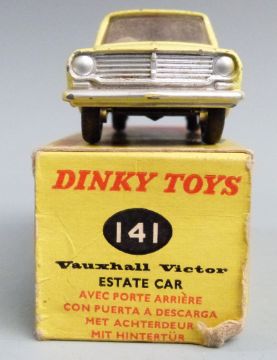 DINKY TOYS
141
Vauxhall Victor
ESTATE CAR
AVEC PORTE ARRIÈRE
CON PUERTA A DESCARGA
MET ACHTERDEUR
MIT HINTERTÜR